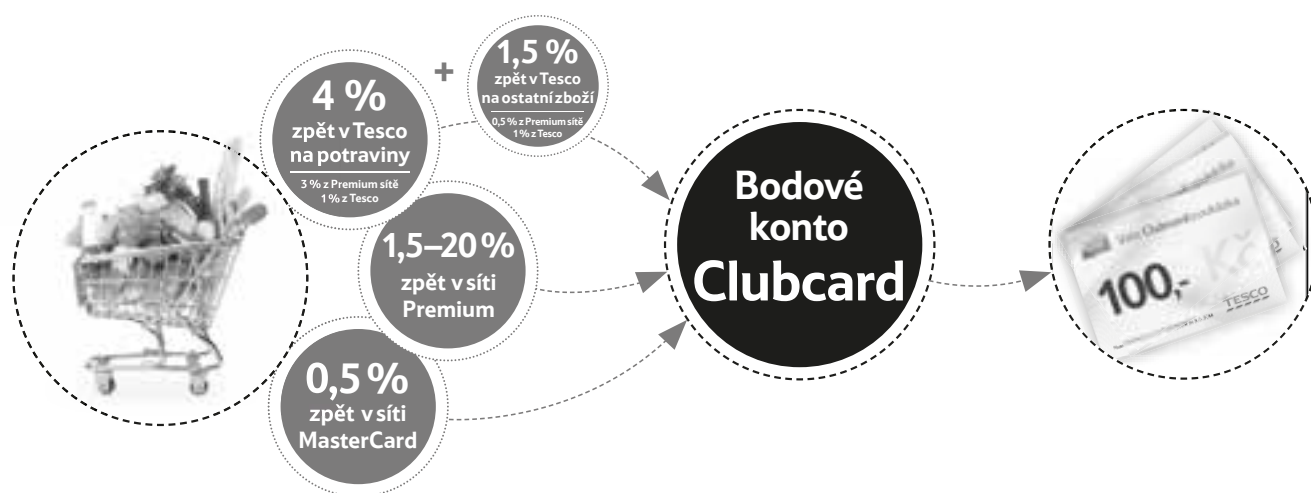 4 %
zpět v Tesco
na potraviny
3 % z Premium sítě
1 % z Tesco
+
1,5 %
zpět v Tesco
na ostatní zboží
0,5 % z Premium sítě
1 % z Tesco
1,5–20 %
zpět v síti
Premium
0,5 %
zpět v síti
MasterCard
Bodové
konto
Clubcard
Kč
100,-
TESCO